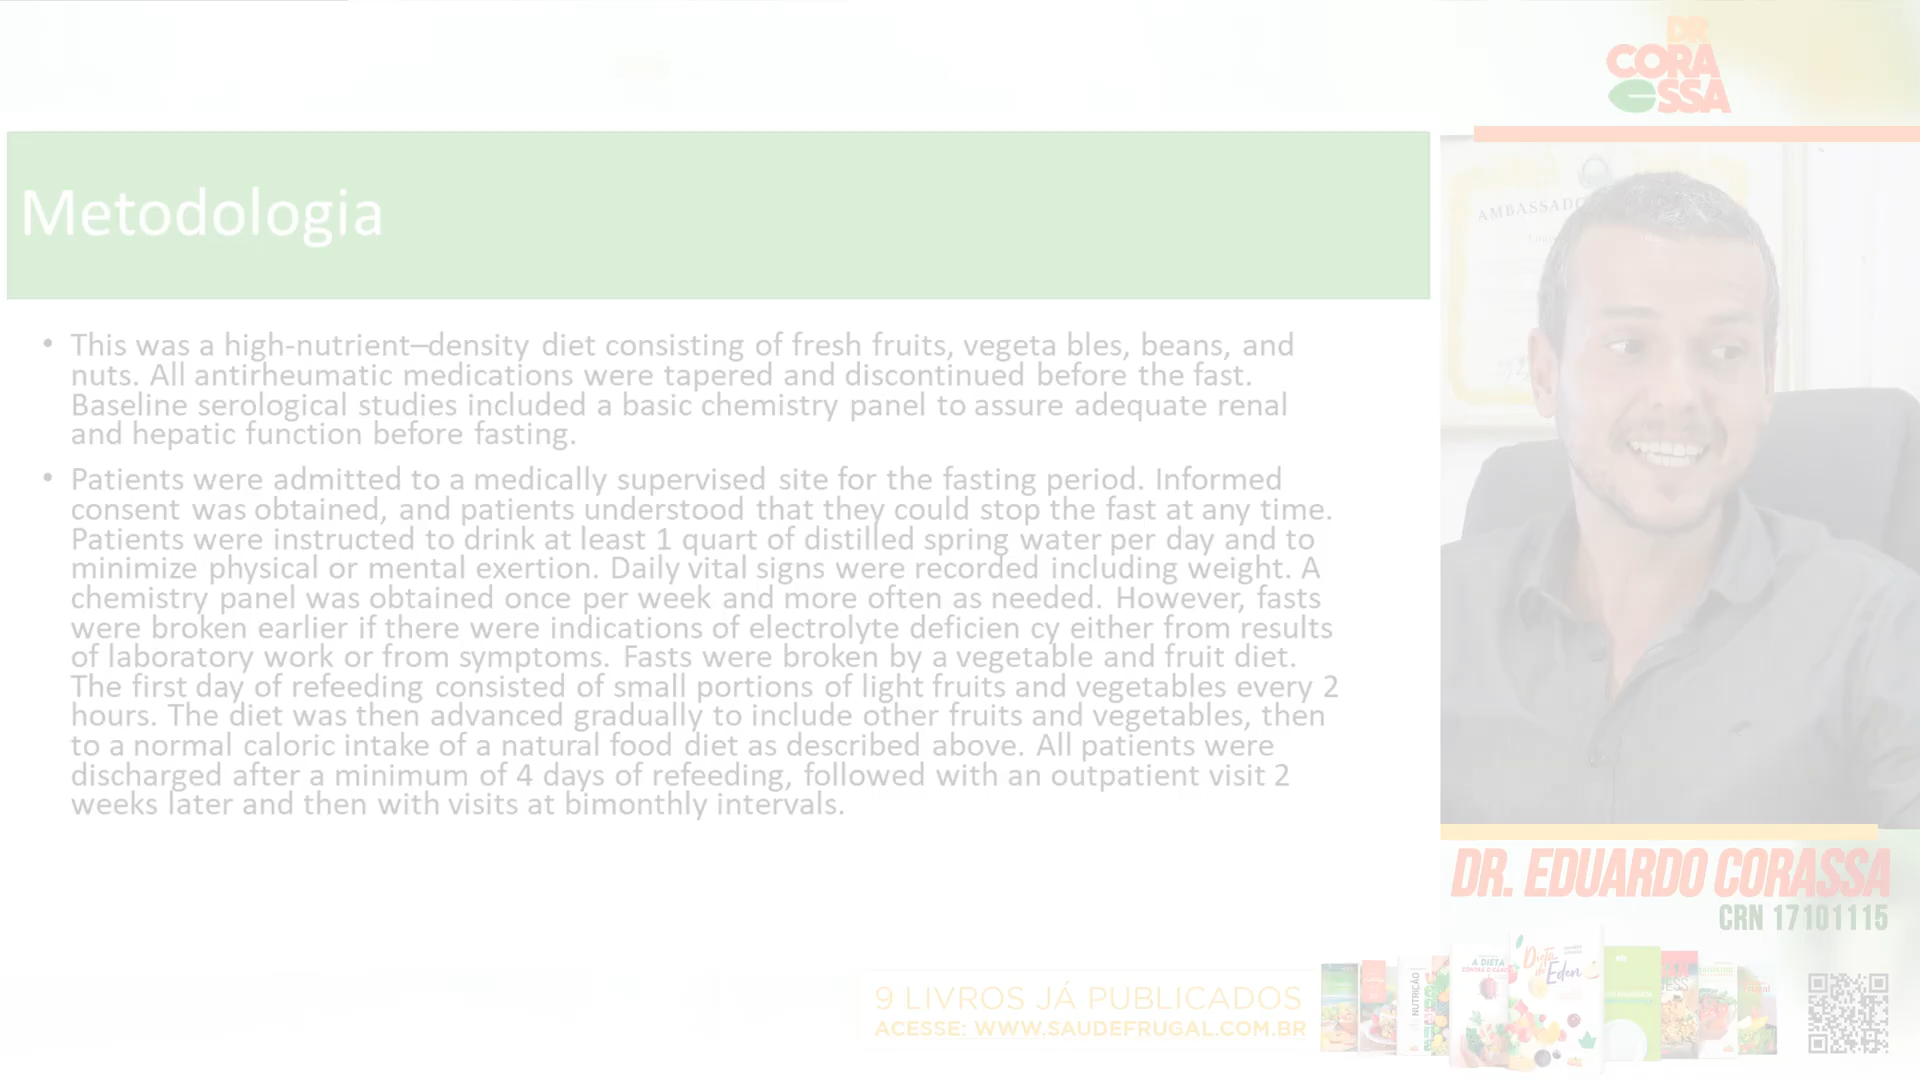 DR
CORA
SSA
Metodologia
• This was a high-nutrient–density diet consisting of fresh fruits, vegeta bles, beans, and
nuts. All antirheumatic medications were tapered and discontinued before the fast.
Baseline serological studies included a basic chemistry panel to assure adequate renal
and hepatic function before fasting.
• Patients were admitted to a medically supervised site for the fasting period. Informed
consent was obtained, and patients understood that they could stop the fast at any time.
Patients were instructed to drink at least 1 quart of distilled spring water per day and to
minimize physical or mental exertion. Daily vital signs were recorded including weight. A
chemistry panel was obtained once per week and more often as needed. However, fasts
were broken earlier if there were indications of electrolyte deficien cy either from results
of laboratory work or from symptoms. Fasts were broken by a vegetable and fruit diet.
The first day of refeeding consisted of small portions of light fruits and vegetables every 2
hours. The diet was then advanced gradually to include other fruits and vegetables, then
to a normal caloric intake of a natural food diet as described above. All patients were
discharged after a minimum of 4 days of refeeding, followed with an outpatient visit 2
weeks later and then with visits at bimonthly intervals.
DR. EDUARDO CORASSA
CRN 17101115
9 LIVROS JÁ PUBLICADOS
ACESSE: WWW.SAUDEFRUGAL.COM.BR
NUTRIÇÃO
A DIETA
Dieta
do Eden